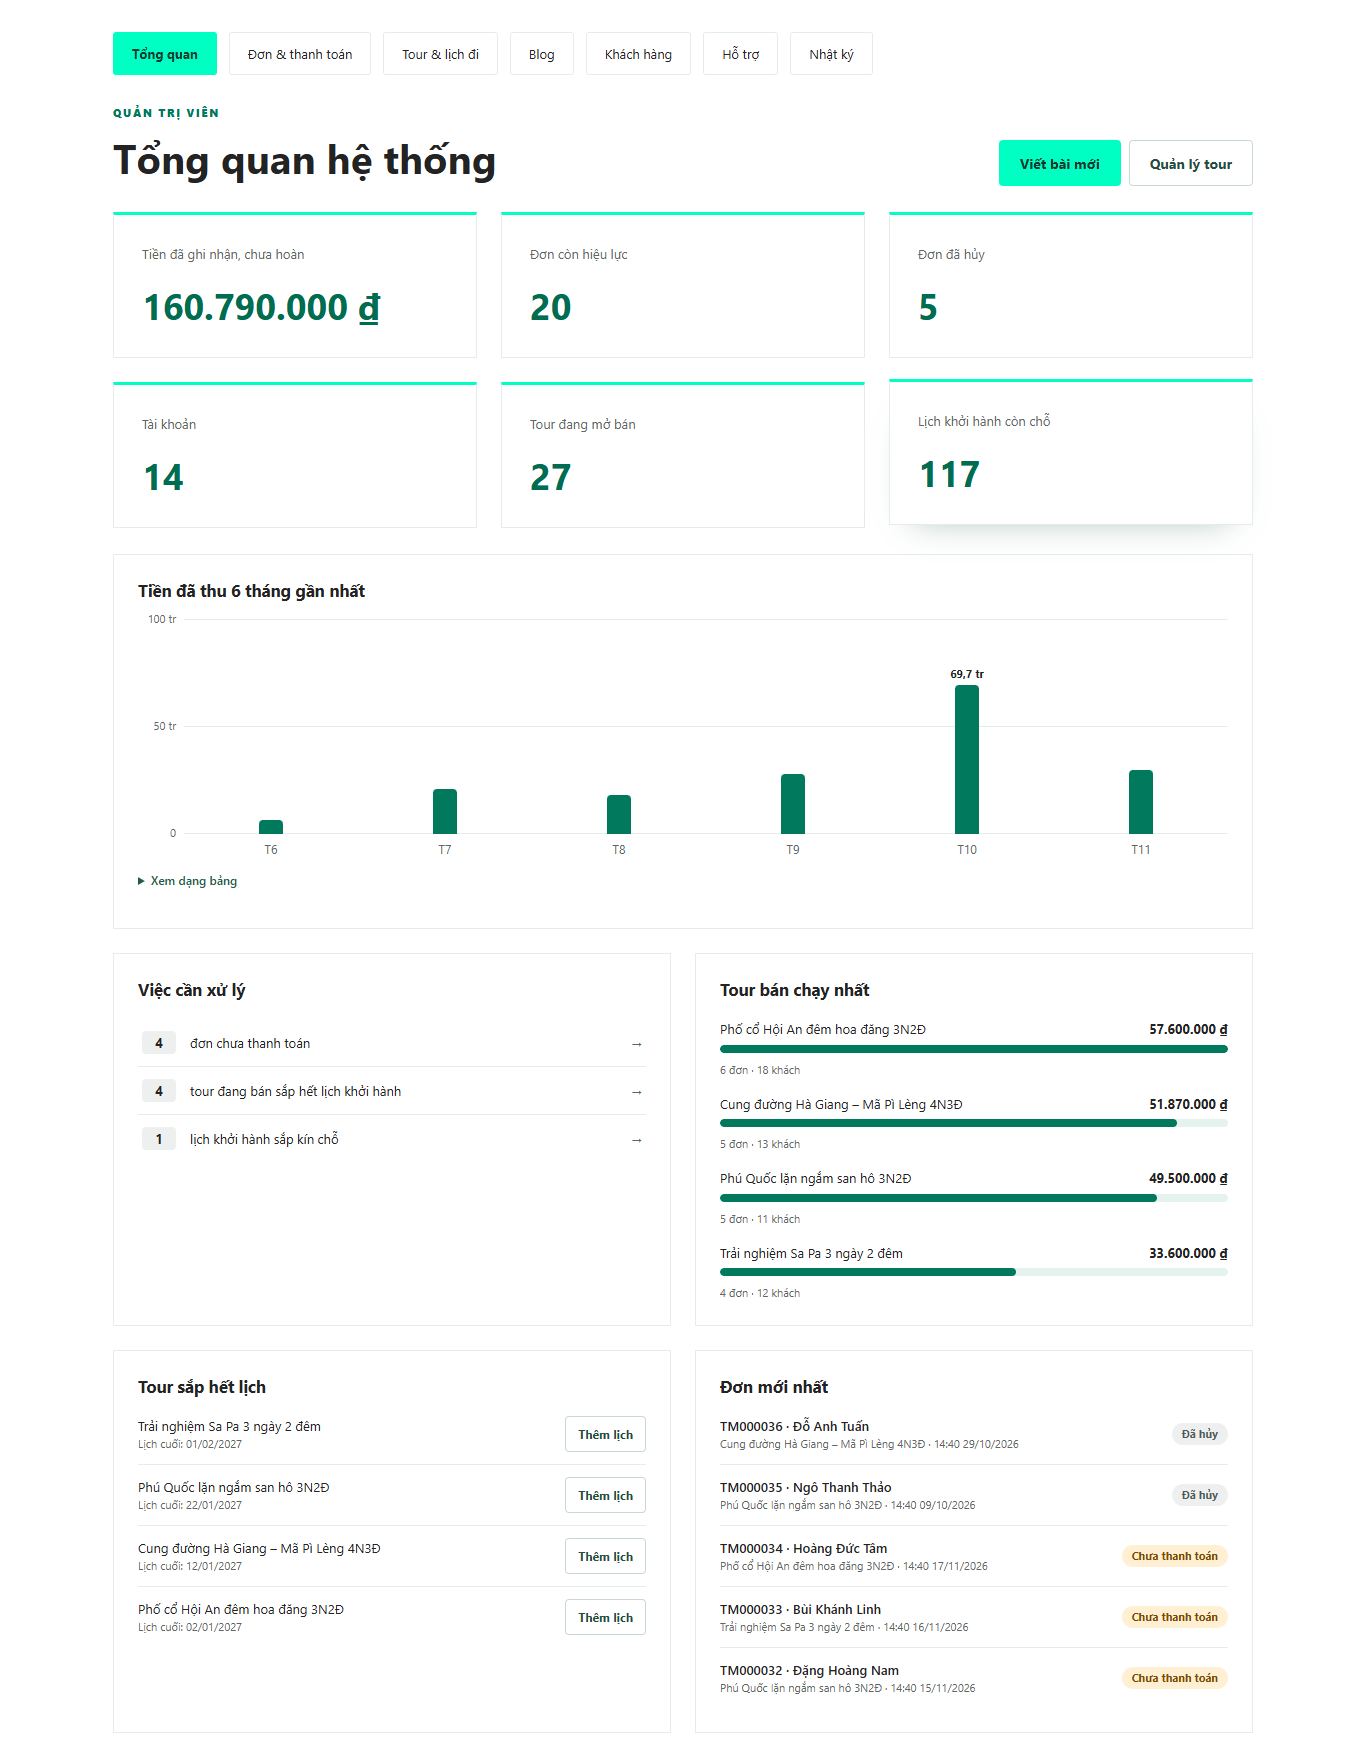 Tổng quan
Đơn & thanh toán
Tour & lịch đi
Blog
Khách hàng
Hỗ trợ
Nhật ký
QUẢN TRỊ VIÊN
Tổng quan hệ thống
Viết bài mới
Quản lý tour
Tiền đã ghi nhận, chưa hoàn
160.790.000 ₫
Đơn còn hiệu lực
20
Đơn đã hủy
5
Tài khoản
14
Tour đang mở bán
27
Lịch khởi hành còn chỗ
117
Tiền đã thu 6 tháng gần nhất
100 tr
69,7 tr
50 tr
0
T6
T7
T8
T9
T10
T11
▶ Xem dạng bảng
Việc cần xử lý
4 đơn chưa thanh toán →
4 tour đang bán sắp hết lịch khởi hành →
1 lịch khởi hành sắp kín chỗ →
Tour bán chạy nhất
Phố cổ Hội An đêm hoa đăng 3N2Đ 57.600.000 ₫
6 đơn · 18 khách
Cung đường Hà Giang – Mã Pì Lèng 4N3Đ 51.870.000 ₫
5 đơn · 13 khách
Phú Quốc lặn ngắm san hô 3N2Đ 49.500.000 ₫
5 đơn · 11 khách
Trải nghiệm Sa Pa 3 ngày 2 đêm 33.600.000 ₫
4 đơn · 12 khách
Tour sắp hết lịch
Trải nghiệm Sa Pa 3 ngày 2 đêm
Lịch cuối: 01/02/2027
Thêm lịch
Phú Quốc lặn ngắm san hô 3N2Đ
Lịch cuối: 22/01/2027
Thêm lịch
Cung đường Hà Giang – Mã Pì Lèng 4N3Đ
Lịch cuối: 12/01/2027
Thêm lịch
Phố cổ Hội An đêm hoa đăng 3N2Đ
Lịch cuối: 02/01/2027
Thêm lịch
Đơn mới nhất
TM000036 · Đỗ Anh Tuấn
Cung đường Hà Giang – Mã Pì Lèng 4N3Đ · 14:40 29/10/2026
Đã hủy
TM000035 · Ngô Thanh Thảo
Phú Quốc lặn ngắm san hô 3N2Đ · 14:40 09/10/2026
Đã hủy
TM000034 · Hoàng Đức Tâm
Phố cổ Hội An đêm hoa đăng 3N2Đ · 14:40 17/11/2026
Chưa thanh toán
TM000033 · Bùi Khánh Linh
Trải nghiệm Sa Pa 3 ngày 2 đêm · 14:40 16/11/2026
Chưa thanh toán
TM000032 · Đặng Hoàng Nam
Phú Quốc lặn ngắm san hô 3N2Đ · 14:40 15/11/2026
Chưa thanh toán